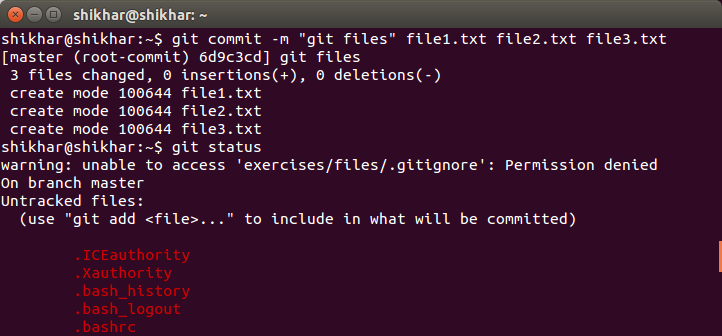 shikhar@shikhar: ~
shikhar@shikhar:~$ git commit -m "git files" file1.txt file2.txt file3.txt
[master (root-commit) 6d9c3cd] git files
 3 files changed, 0 insertions(+), 0 deletions(-)
 create mode 100644 file1.txt
 create mode 100644 file2.txt
 create mode 100644 file3.txt
shikhar@shikhar:~$ git status
warning: unable to access 'exercises/files/.gitignore': Permission denied
On branch master
Untracked files:
  (use "git add <file>..." to include in what will be committed)
        .ICEauthority
        .Xauthority
        .bash_history
        .bash_logout
        .bashrc